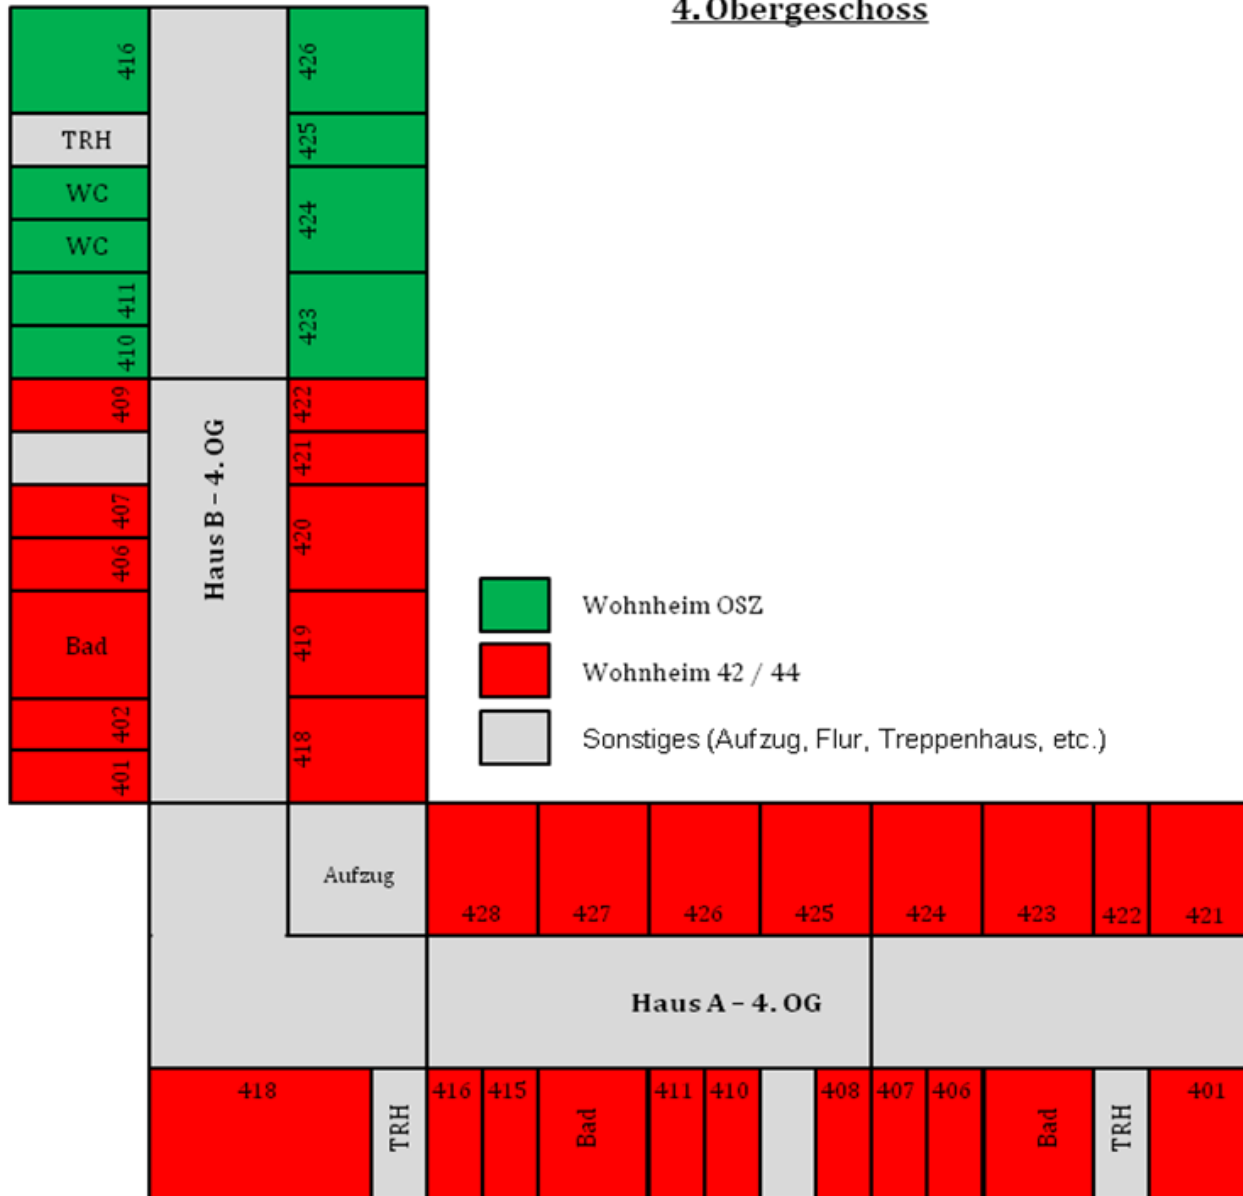 4. Obergeschoss
416
426
TRH
425
WC
424
WC
411
423
410
409
422
421
Haus B – 4. OG
407
420
406
Wohnheim OSZ
Bad
419
Wohnheim 42 / 44
402
Sonstiges (Aufzug, Flur, Treppenhaus, etc.)
418
401
Aufzug
428 427 426 425 424 423 422 421
Haus A – 4. OG
418 TRH 416 415 Bad 411 410 408 407 406 Bad TRH 401